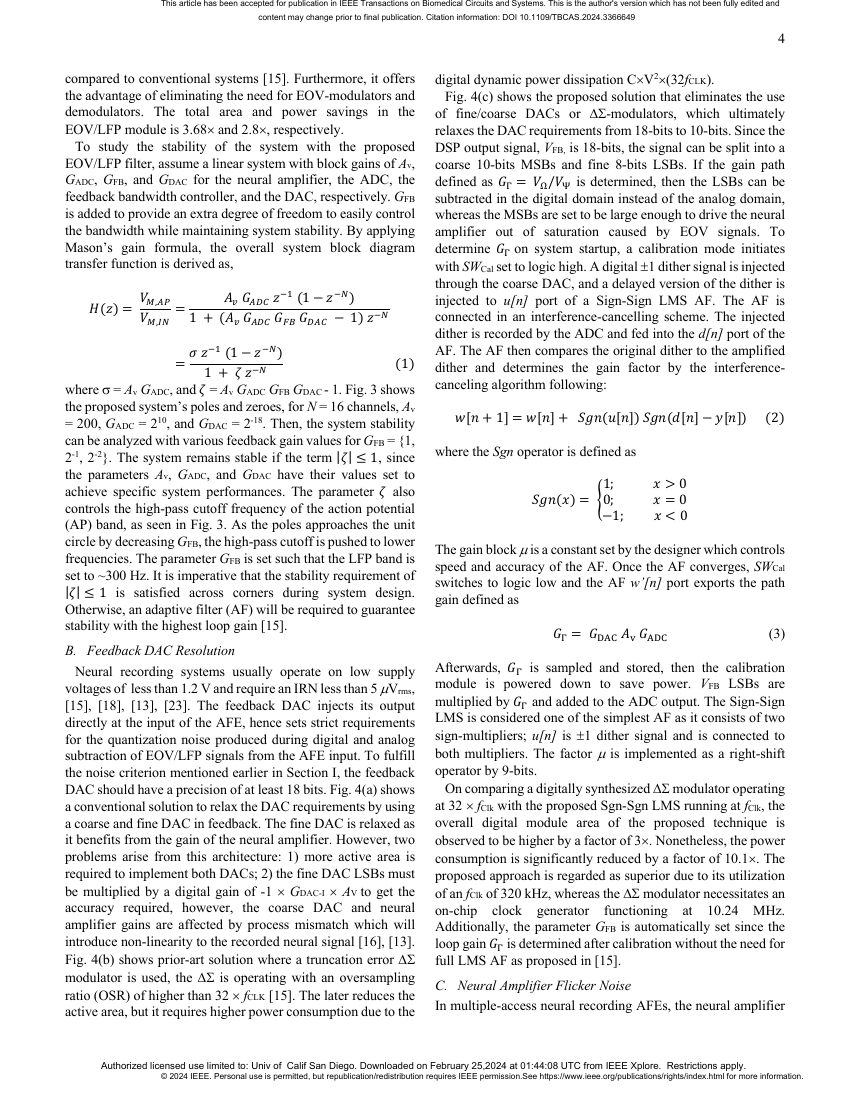 This article has been accepted for publication in IEEE Transactions on Biomedical Circuits and Systems. This is the author's version which has not been fully edited and
content may change prior to final publication. Citation information: DOI 10.1109/TBCAS.2024.3366649
4
compared to conventional systems [15]. Furthermore, it offers
the advantage of eliminating the need for EOV-modulators and
demodulators. The total area and power savings in the
EOV/LFP module is 3.68× and 2.8×, respectively.
To study the stability of the system with the proposed
EOV/LFP filter, assume a linear system with block gains of Av,
GADC, GFB, and GDAC for the neural amplifier, the ADC, the
feedback bandwidth controller, and the DAC, respectively. GFB
is added to provide an extra degree of freedom to easily control
the bandwidth while maintaining system stability. By applying
Mason's gain formula, the overall system block diagram
transfer function is derived as,
H(z) = V_{M,AP} / V_{M,IN} = A_v G_ADC z^{-1} (1 − z^{-N}) / 1 + (A_v G_ADC G_FB G_DAC − 1) z^{-N}
= σ z^{-1} (1 − z^{-N}) / 1 + ζ z^{-N} (1)
where σ = Av GADC, and ζ = Av GADC GFB GDAC - 1. Fig. 3 shows
the proposed system's poles and zeroes, for N = 16 channels, Av
= 200, GADC = 2^10, and GDAC = 2^-18. Then, the system stability
can be analyzed with various feedback gain values for GFB = {1,
2^-1, 2^-2}. The system remains stable if the term |ζ| ≤ 1, since
the parameters Av, GADC, and GDAC have their values set to
achieve specific system performances. The parameter ζ also
controls the high-pass cutoff frequency of the action potential
(AP) band, as seen in Fig. 3. As the poles approaches the unit
circle by decreasing GFB, the high-pass cutoff is pushed to lower
frequencies. The parameter GFB is set such that the LFP band is
set to ~300 Hz. It is imperative that the stability requirement of
|ζ| ≤ 1 is satisfied across corners during system design.
Otherwise, an adaptive filter (AF) will be required to guarantee
stability with the highest loop gain [15].
B. Feedback DAC Resolution
Neural recording systems usually operate on low supply
voltages of less than 1.2 V and require an IRN less than 5 μVrms,
[15], [18], [13], [23]. The feedback DAC injects its output
directly at the input of the AFE, hence sets strict requirements
for the quantization noise produced during digital and analog
subtraction of EOV/LFP signals from the AFE input. To fulfill
the noise criterion mentioned earlier in Section I, the feedback
DAC should have a precision of at least 18 bits. Fig. 4(a) shows
a conventional solution to relax the DAC requirements by using
a coarse and fine DAC in feedback. The fine DAC is relaxed as
it benefits from the gain of the neural amplifier. However, two
problems arise from this architecture: 1) more active area is
required to implement both DACs; 2) the fine DAC LSBs must
be multiplied by a digital gain of -1 × GDAC-I × AV to get the
accuracy required, however, the coarse DAC and neural
amplifier gains are affected by process mismatch which will
introduce non-linearity to the recorded neural signal [16], [13].
Fig. 4(b) shows prior-art solution where a truncation error ΔΣ
modulator is used, the ΔΣ is operating with an oversampling
ratio (OSR) of higher than 32 × fCLK [15]. The later reduces the
active area, but it requires higher power consumption due to the
digital dynamic power dissipation C×V²×(32fCLK).
Fig. 4(c) shows the proposed solution that eliminates the use
of fine/coarse DACs or ΔΣ-modulators, which ultimately
relaxes the DAC requirements from 18-bits to 10-bits. Since the
DSP output signal, VFB, is 18-bits, the signal can be split into a
coarse 10-bits MSBs and fine 8-bits LSBs. If the gain path
defined as G_Γ = V_Ω/V_Ψ is determined, then the LSBs can be
subtracted in the digital domain instead of the analog domain,
whereas the MSBs are set to be large enough to drive the neural
amplifier out of saturation caused by EOV signals. To
determine G_Γ on system startup, a calibration mode initiates
with SWCal set to logic high. A digital ±1 dither signal is injected
through the coarse DAC, and a delayed version of the dither is
injected to u[n] port of a Sign-Sign LMS AF. The AF is
connected in an interference-cancelling scheme. The injected
dither is recorded by the ADC and fed into the d[n] port of the
AF. The AF then compares the original dither to the amplified
dither and determines the gain factor by the interference-
canceling algorithm following:
w[n + 1] = w[n] + Sgn(u[n]) Sgn(d[n] − y[n]) (2)
where the Sgn operator is defined as
Sgn(x) = { 1; x > 0
0; x = 0
−1; x < 0
The gain block μ is a constant set by the designer which controls
speed and accuracy of the AF. Once the AF converges, SWCal
switches to logic low and the AF w'[n] port exports the path
gain defined as
G_Γ = G_DAC A_v G_ADC (3)
Afterwards, G_Γ is sampled and stored, then the calibration
module is powered down to save power. VFB LSBs are
multiplied by G_Γ and added to the ADC output. The Sign-Sign
LMS is considered one of the simplest AF as it consists of two
sign-multipliers; u[n] is ±1 dither signal and is connected to
both multipliers. The factor μ is implemented as a right-shift
operator by 9-bits.
On comparing a digitally synthesized ΔΣ modulator operating
at 32 × fClk with the proposed Sgn-Sgn LMS running at fClk, the
overall digital module area of the proposed technique is
observed to be higher by a factor of 3×. Nonetheless, the power
consumption is significantly reduced by a factor of 10.1×. The
proposed approach is regarded as superior due to its utilization
of an fClk of 320 kHz, whereas the ΔΣ modulator necessitates an
on-chip clock generator functioning at 10.24 MHz.
Additionally, the parameter GFB is automatically set since the
loop gain G_Γ is determined after calibration without the need for
full LMS AF as proposed in [15].
C. Neural Amplifier Flicker Noise
In multiple-access neural recording AFEs, the neural amplifier
Authorized licensed use limited to: Univ of Calif San Diego. Downloaded on February 25,2024 at 01:44:08 UTC from IEEE Xplore. Restrictions apply.
© 2024 IEEE. Personal use is permitted, but republication/redistribution requires IEEE permission.See https://www.ieee.org/publications/rights/index.html for more information.